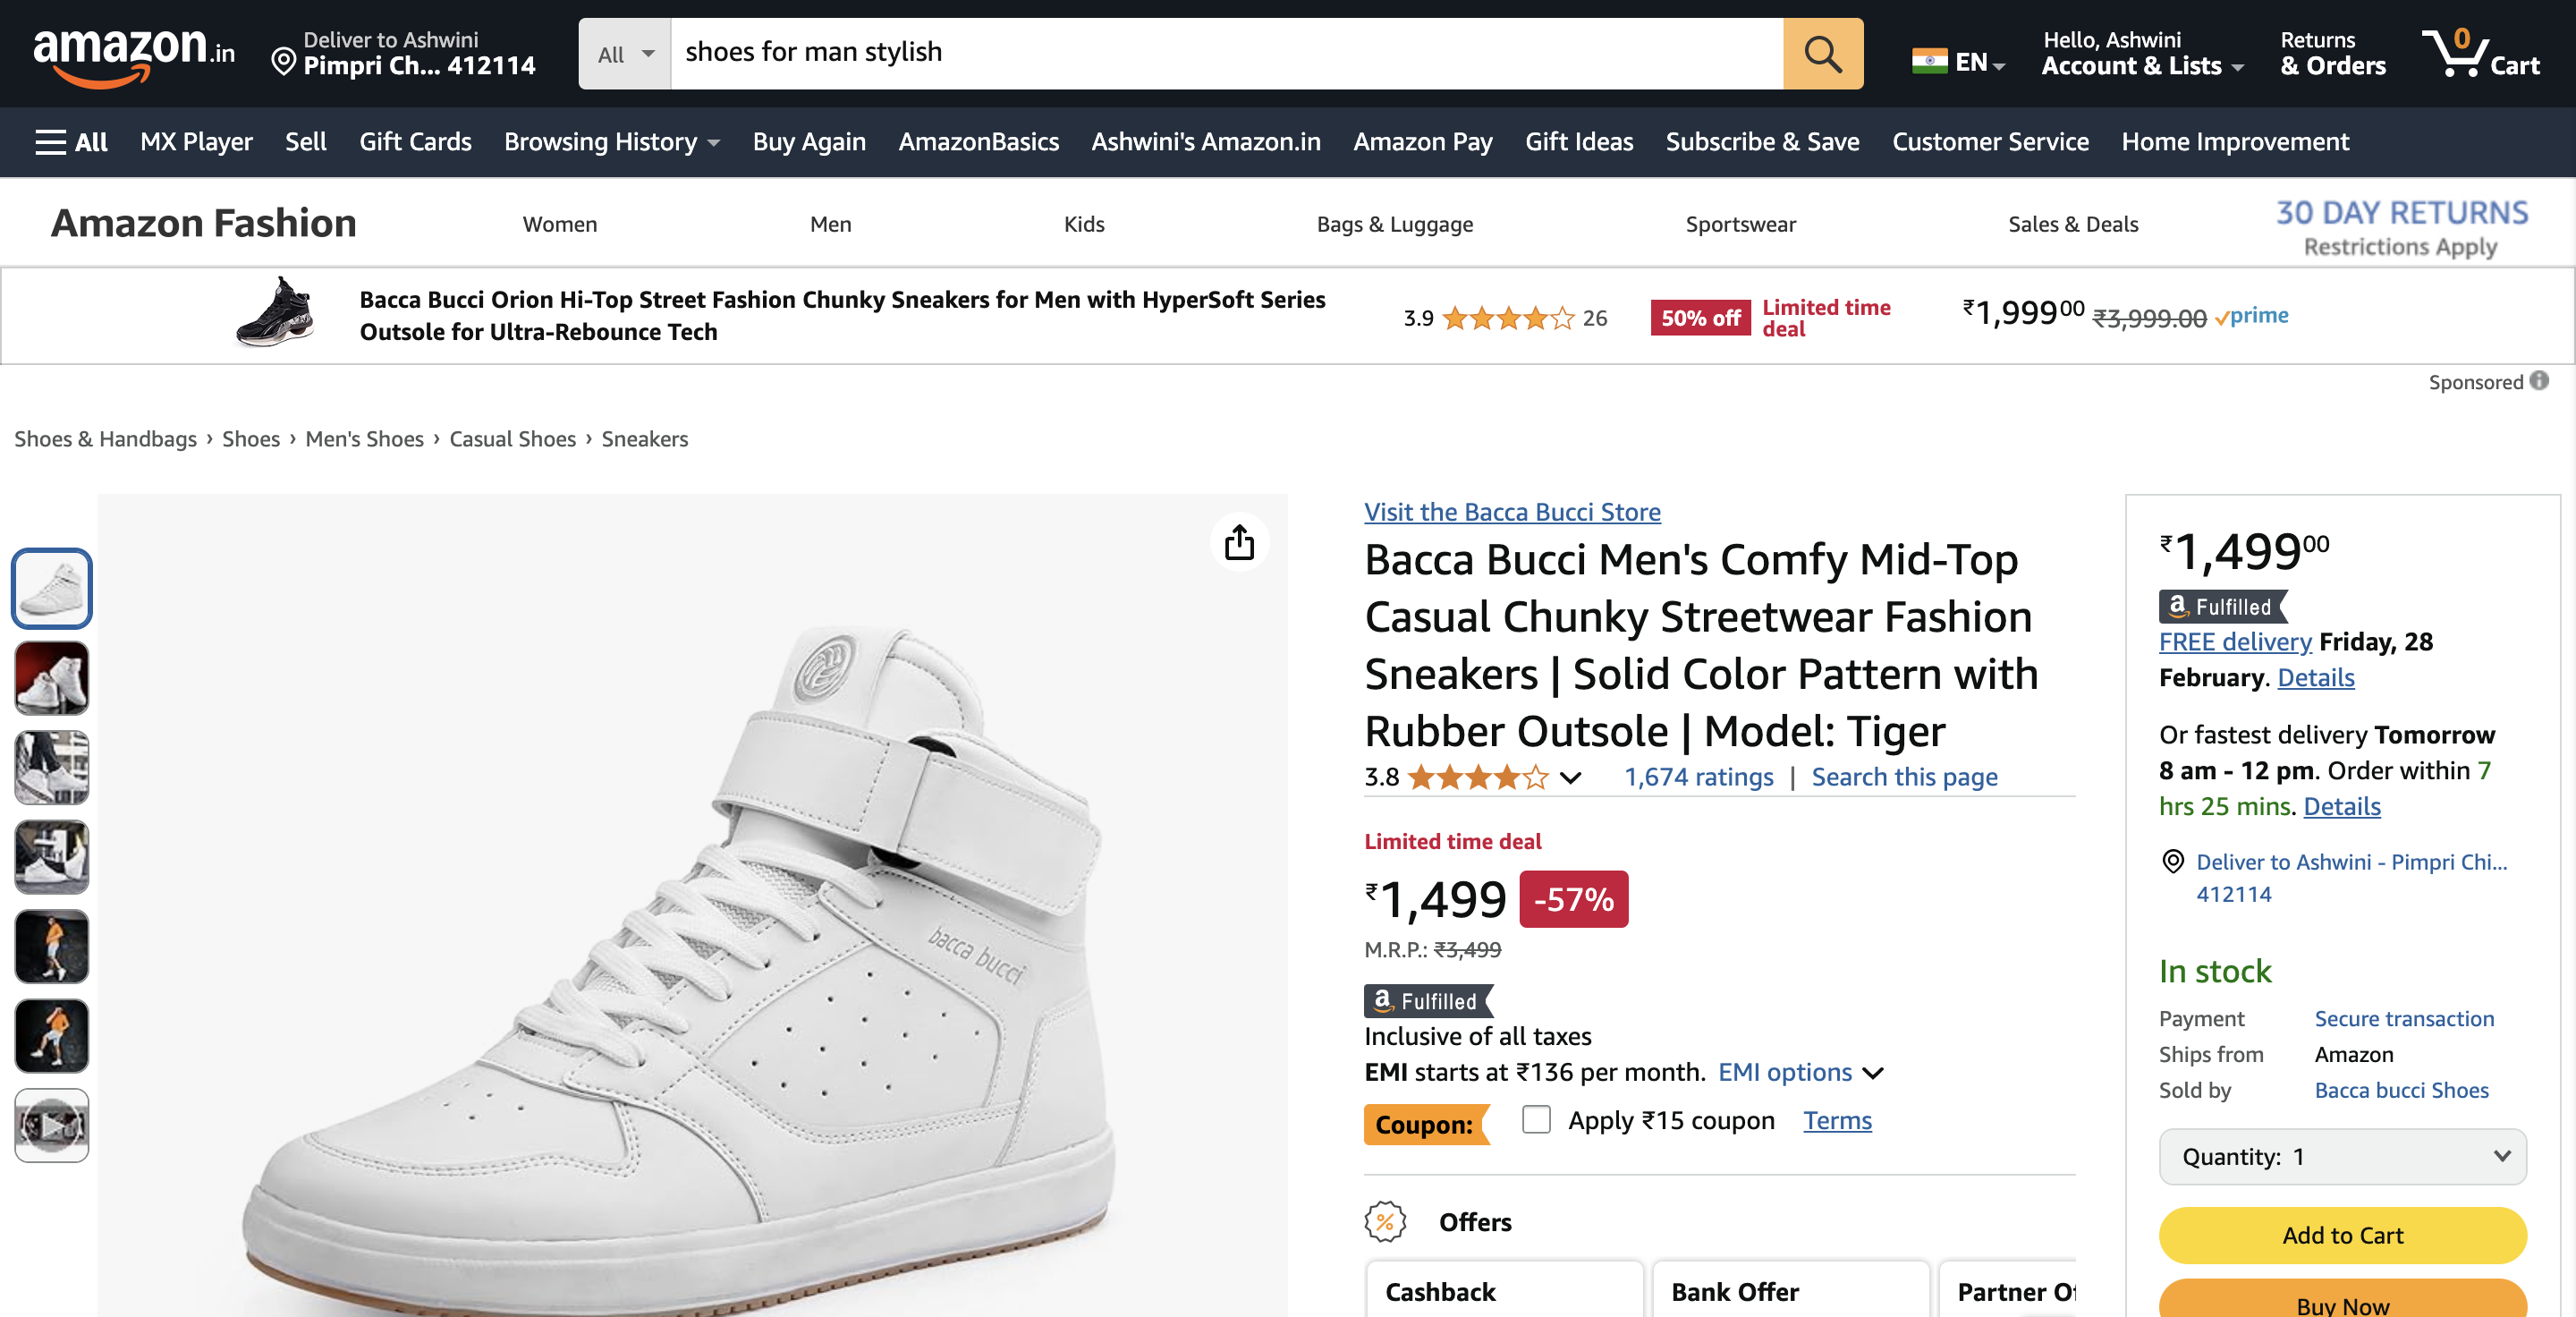 amazon.in
Deliver to Ashwini
Pimpri Ch... 412114
All
shoes for man stylish
EN
Hello, Ashwini
Account & Lists
Returns
& Orders
0
Cart
All
MX Player
Sell
Gift Cards
Browsing History
Buy Again
AmazonBasics
Ashwini's Amazon.in
Amazon Pay
Gift Ideas
Subscribe & Save
Customer Service
Home Improvement
Amazon Fashion
Women
Men
Kids
Bags & Luggage
Sportswear
Sales & Deals
30 DAY RETURNS
Restrictions Apply
Bacca Bucci Orion Hi-Top Street Fashion Chunky Sneakers for Men with HyperSoft Series
Outsole for Ultra-Rebounce Tech
3.9
26
50% off
Limited time
deal
₹1,99900
₹3,999.00
prime
Sponsored
Shoes & Handbags › Shoes › Men's Shoes › Casual Shoes › Sneakers
bacca bucci
Visit the Bacca Bucci Store
Bacca Bucci Men's Comfy Mid-Top
Casual Chunky Streetwear Fashion
Sneakers | Solid Color Pattern with
Rubber Outsole | Model: Tiger
3.8
1,674 ratings | Search this page
Limited time deal
₹1,499 -57%
M.R.P.: ₹3,499
a Fulfilled
Inclusive of all taxes
EMI starts at ₹136 per month. EMI options
Coupon: Apply ₹15 coupon Terms
% Offers
Cashback
Bank Offer
Partner Of
₹1,49900
a Fulfilled
FREE delivery Friday, 28
February. Details
Or fastest delivery Tomorrow
8 am - 12 pm. Order within 7
hrs 25 mins. Details
Deliver to Ashwini - Pimpri Chi...
412114
In stock
Payment Secure transaction
Ships from Amazon
Sold by Bacca bucci Shoes
Quantity: 1
Add to Cart
Buy Now